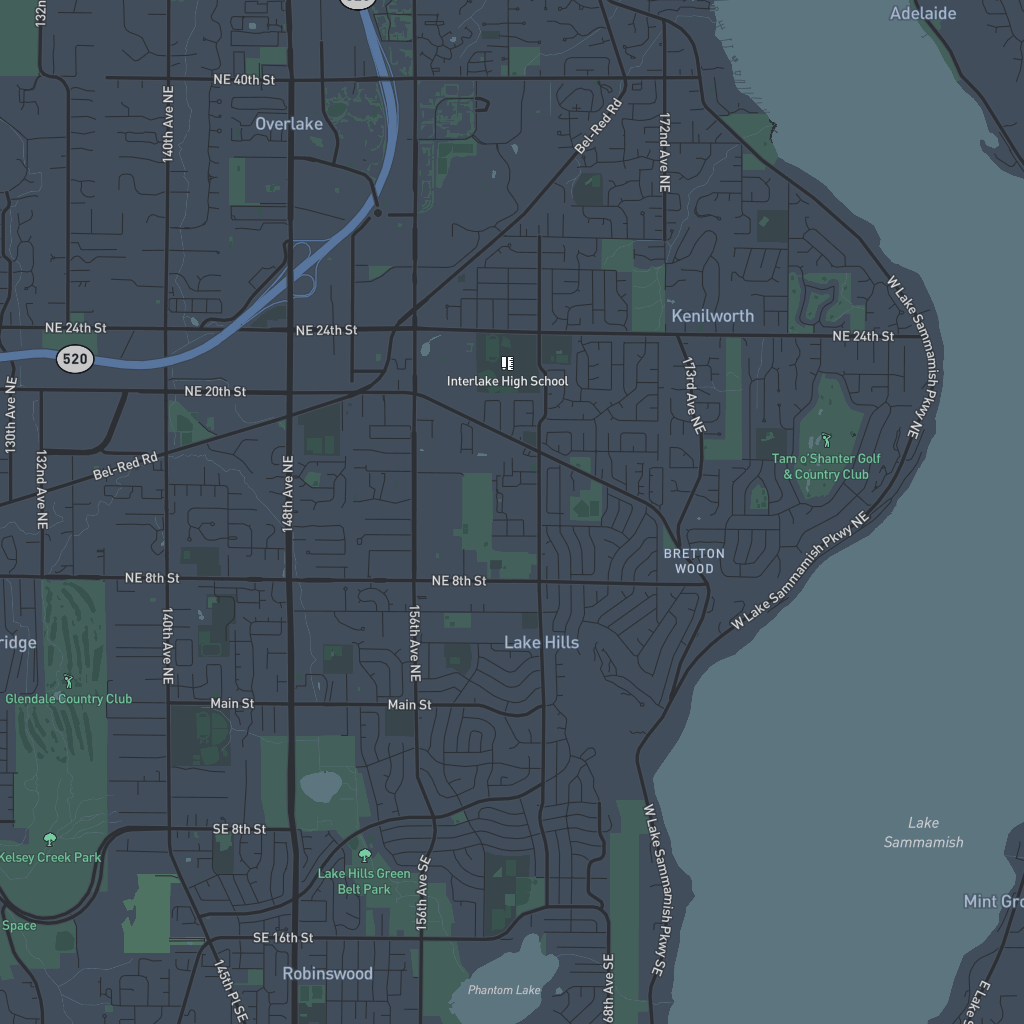 132n
Adelaide
NE 40th St
140th Ave NE
Overlake
Bel-Red Rd
172nd Ave NE
W Lake Sammamish Pkwy NE
Kenilworth
NE 24th St
NE 24th St
NE 24th St
520
Interlake High School
173rd Ave NE
130th Ave NE
NE 20th St
Tam o'Shanter Golf
& Country Club
Bel-Red Rd
132nd Ave NE
148th Ave NE
W Lake Sammamish Pkwy NE
BRETTON
WOOD
NE 8th St
NE 8th St
140th Ave NE
156th Ave NE
ridge
Lake Hills
Glendale Country Club
Main St
Main St
W Lake Sammamish Pkwy SE
Lake
Sammamish
SE 8th St
Kelsey Creek Park
Lake Hills Green
Belt Park
156th Ave SE
Mint Gro
Space
SE 16th St
145th Pl SE
Robinswood
Phantom Lake
68th Ave SE
E Lake S